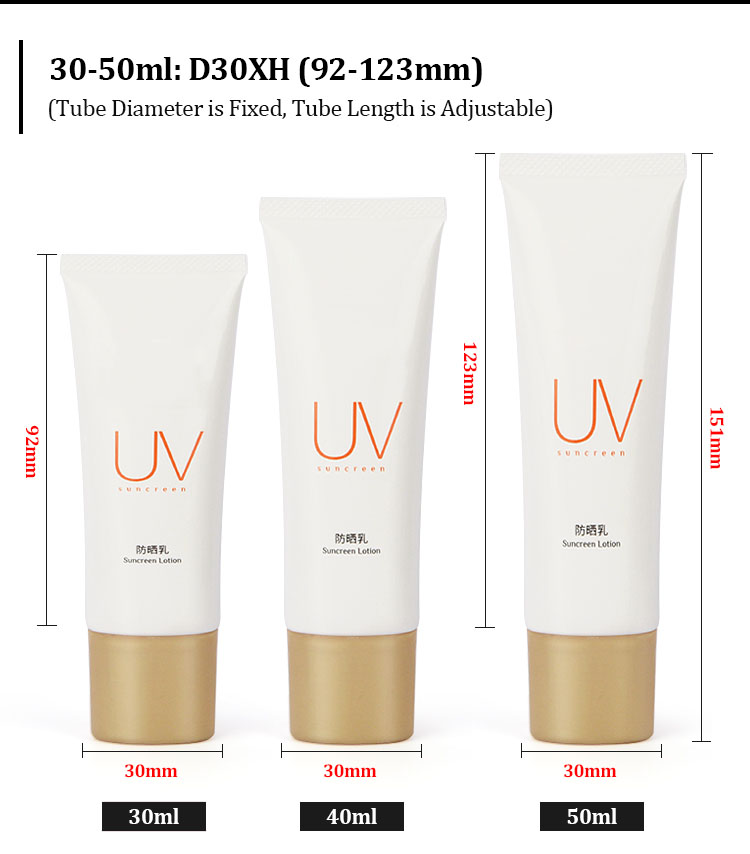 30-50ml: D30XH (92-123mm)
(Tube Diameter is Fixed, Tube Length is Adjustable)
92mm
UV
suncreen
防晒乳
Suncreen Lotion
UV
suncreen
防晒乳
Suncreen Lotion
123mm
UV
suncreen
防晒乳
Suncreen Lotion
151mm
30mm
30mm
30mm
30ml
40ml
50ml